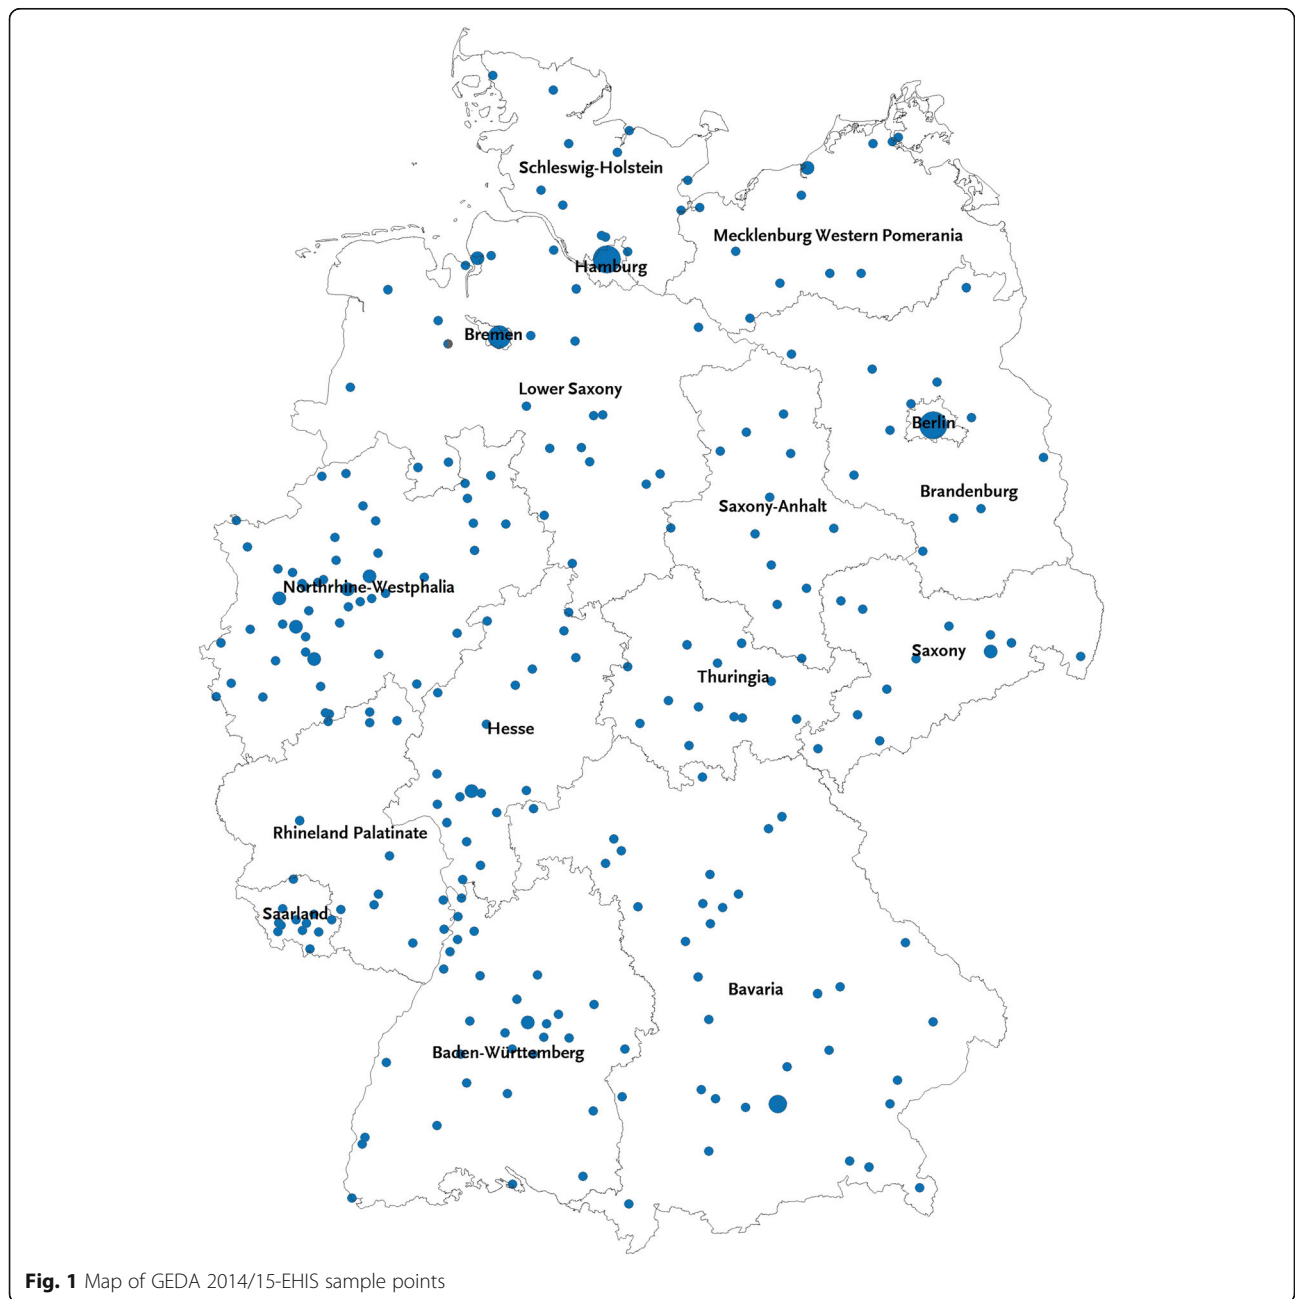 Schleswig-Holstein
Mecklenburg Western Pomerania
Hamburg
Bremen
Lower Saxony
Berlin
Brandenburg
Saxony-Anhalt
Northrhine-Westphalia
Saxony
Thuringia
Hesse
Rhineland Palatinate
Saarland
Bavaria
Baden-Württemberg
Fig. 1 Map of GEDA 2014/15-EHIS sample points